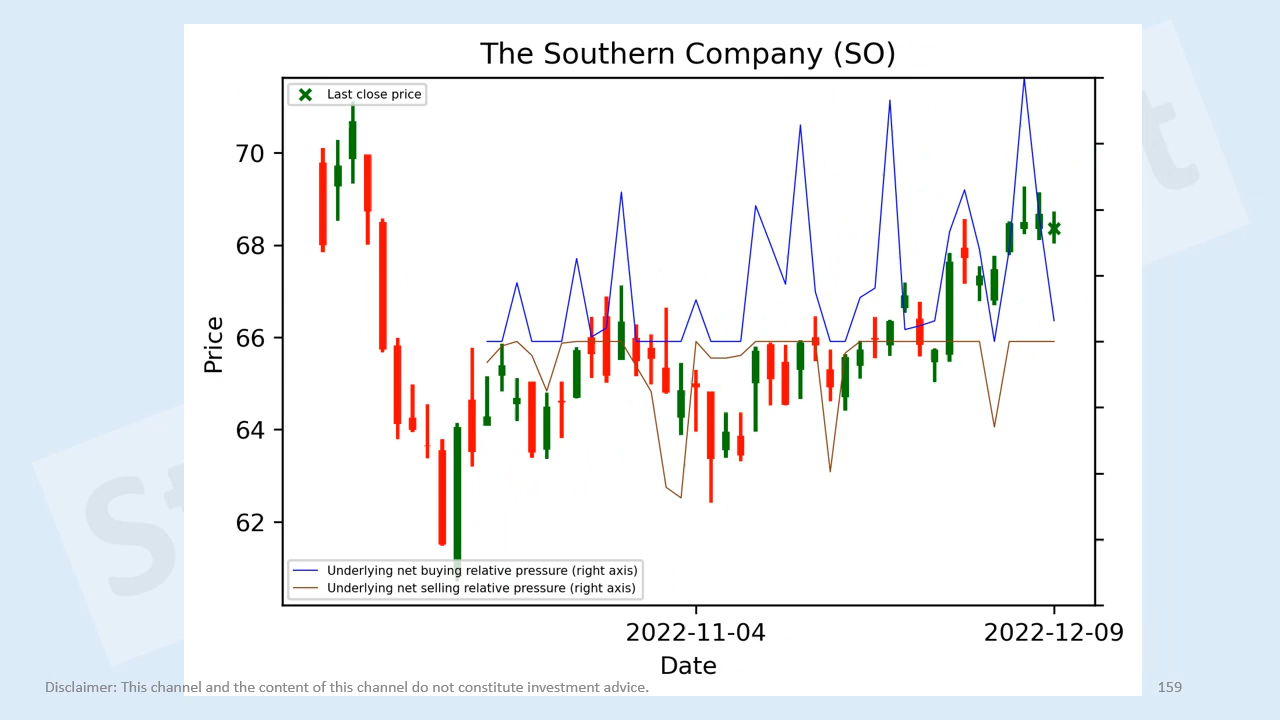 The Southern Company (SO)
Last close price
70
68
66
64
62
Price
Underlying net buying relative pressure (right axis)
Underlying net selling relative pressure (right axis)
2022-11-04
2022-12-09
Date
Disclaimer: This channel and the content of this channel do not constitute investment advice.
159